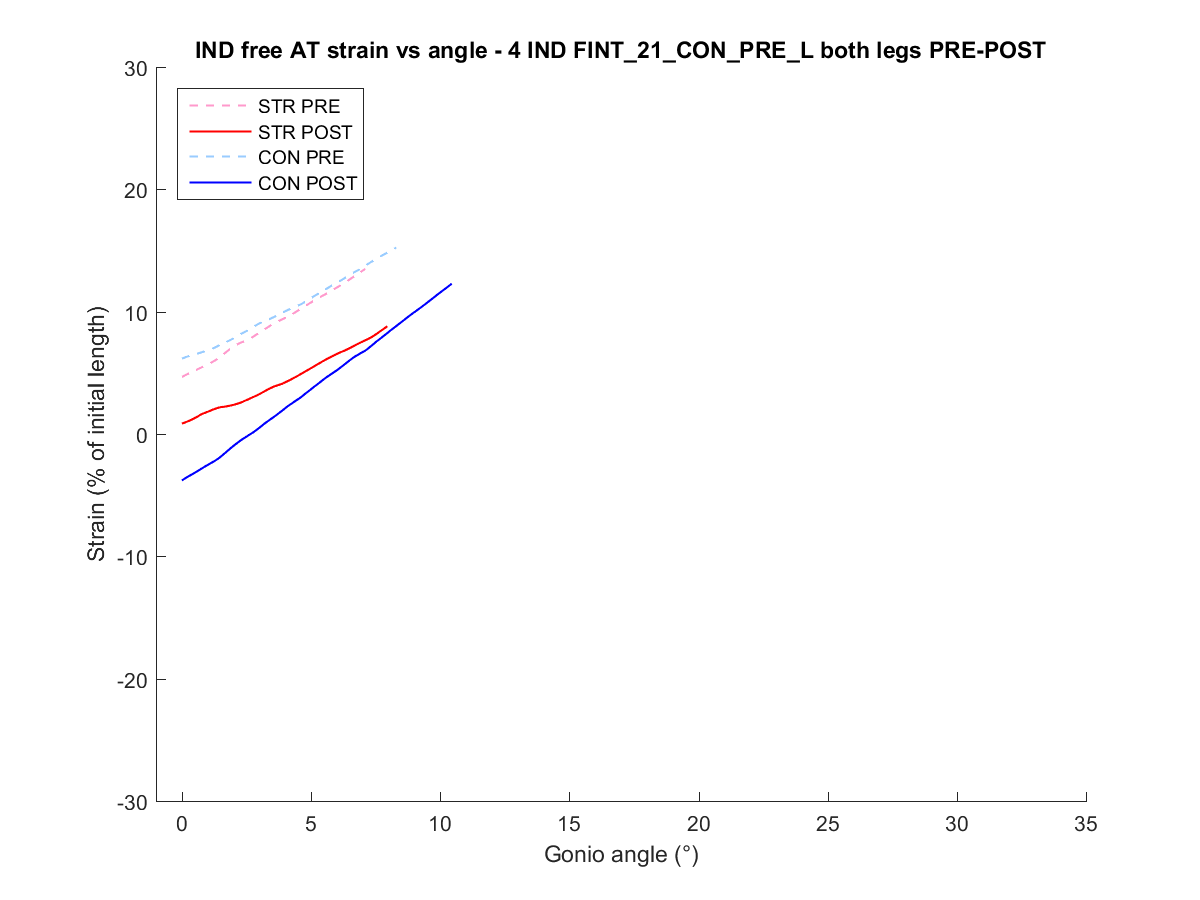 IND free AT strain vs angle - 4 IND FINT_21_CON_PRE_L both legs PRE-POST
30
20
10
0
-10
-20
-30
Strain (% of initial length)
STR PRE
STR POST
CON PRE
CON POST
0 5 10 15 20 25 30 35
Gonio angle (°)